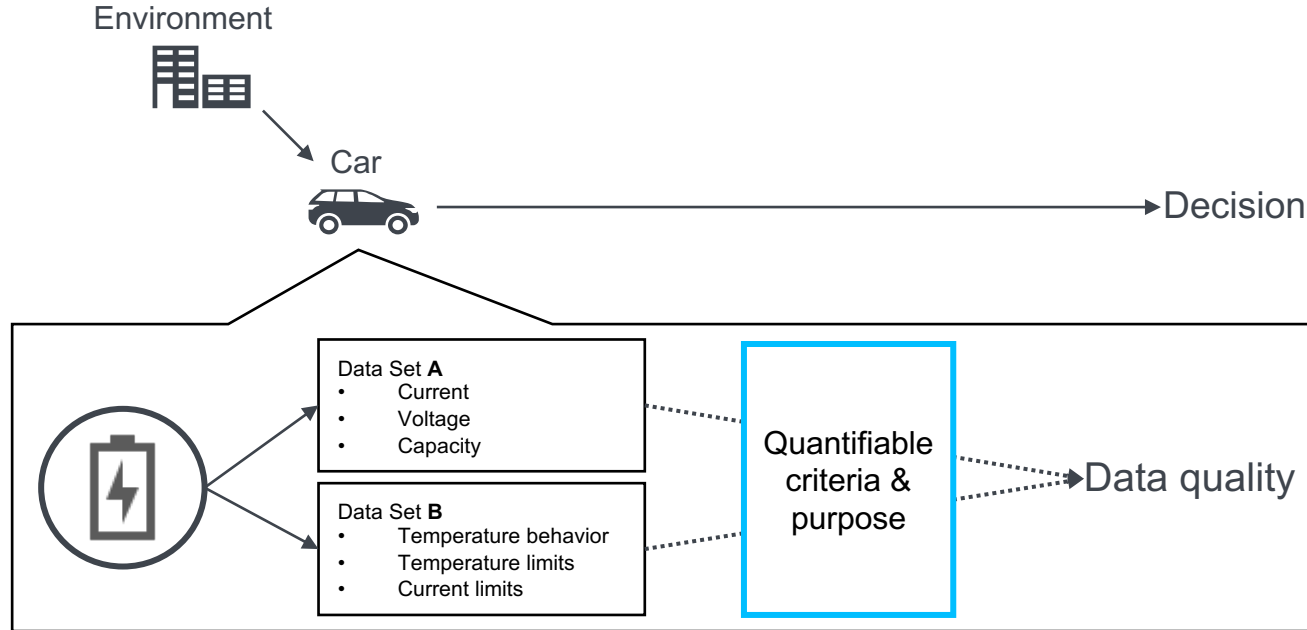 Environment
Car
Decision
Data Set A
• Current
• Voltage
• Capacity
Data Set B
• Temperature behavior
• Temperature limits
• Current limits
Quantifiable
criteria &
purpose
Data quality